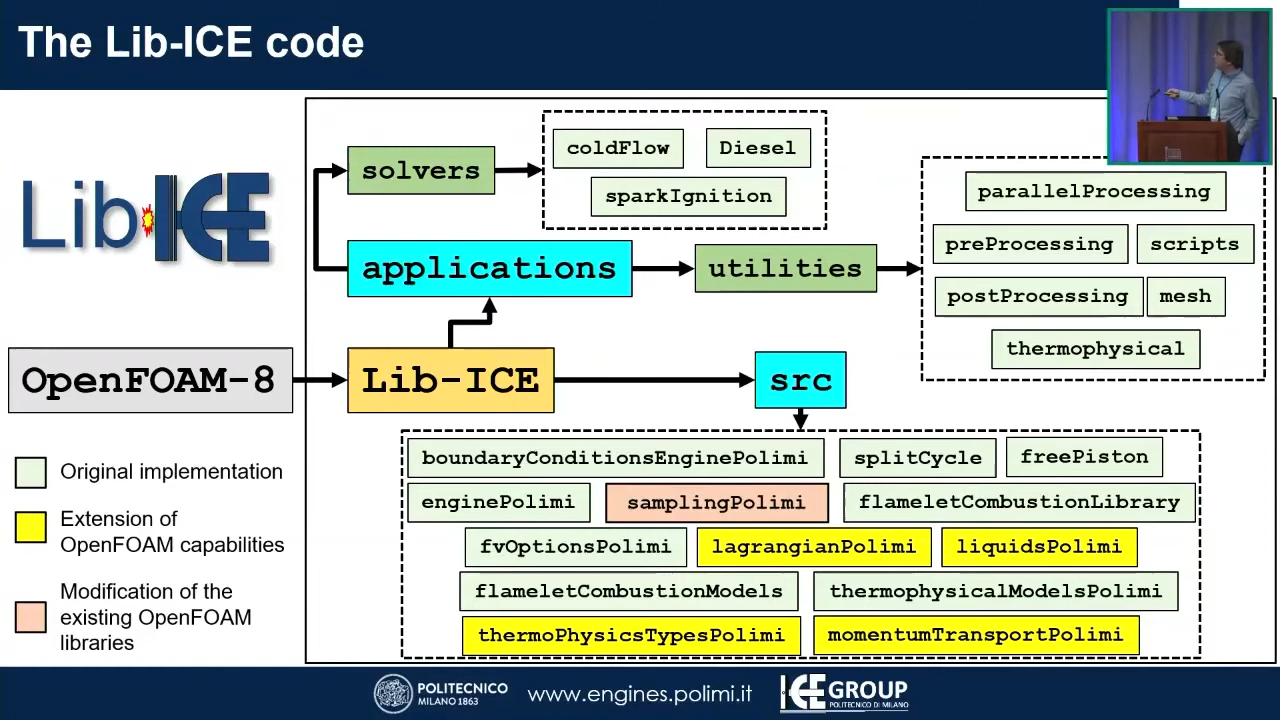 The Lib-ICE code
Lib ICE
solvers
coldFlow
Diesel
sparkIgnition
applications
utilities
parallelProcessing
preProcessing
scripts
postProcessing
mesh
thermophysical
OpenFOAM-8
Lib-ICE
src
boundaryConditionsEnginePolimi
splitCycle
freePiston
enginePolimi
samplingPolimi
flameletCombustionLibrary
fvOptionsPolimi
lagrangianPolimi
liquidsPolimi
flameletCombustionModels
thermophysicalModelsPolimi
thermoPhysicsTypesPolimi
momentumTransportPolimi
Original implementation
Extension of
OpenFOAM capabilities
Modification of the
existing OpenFOAM
libraries
POLITECNICO
MILANO 1863
www.engines.polimi.it
ICE GROUP
POLITECNICO DI MILANO